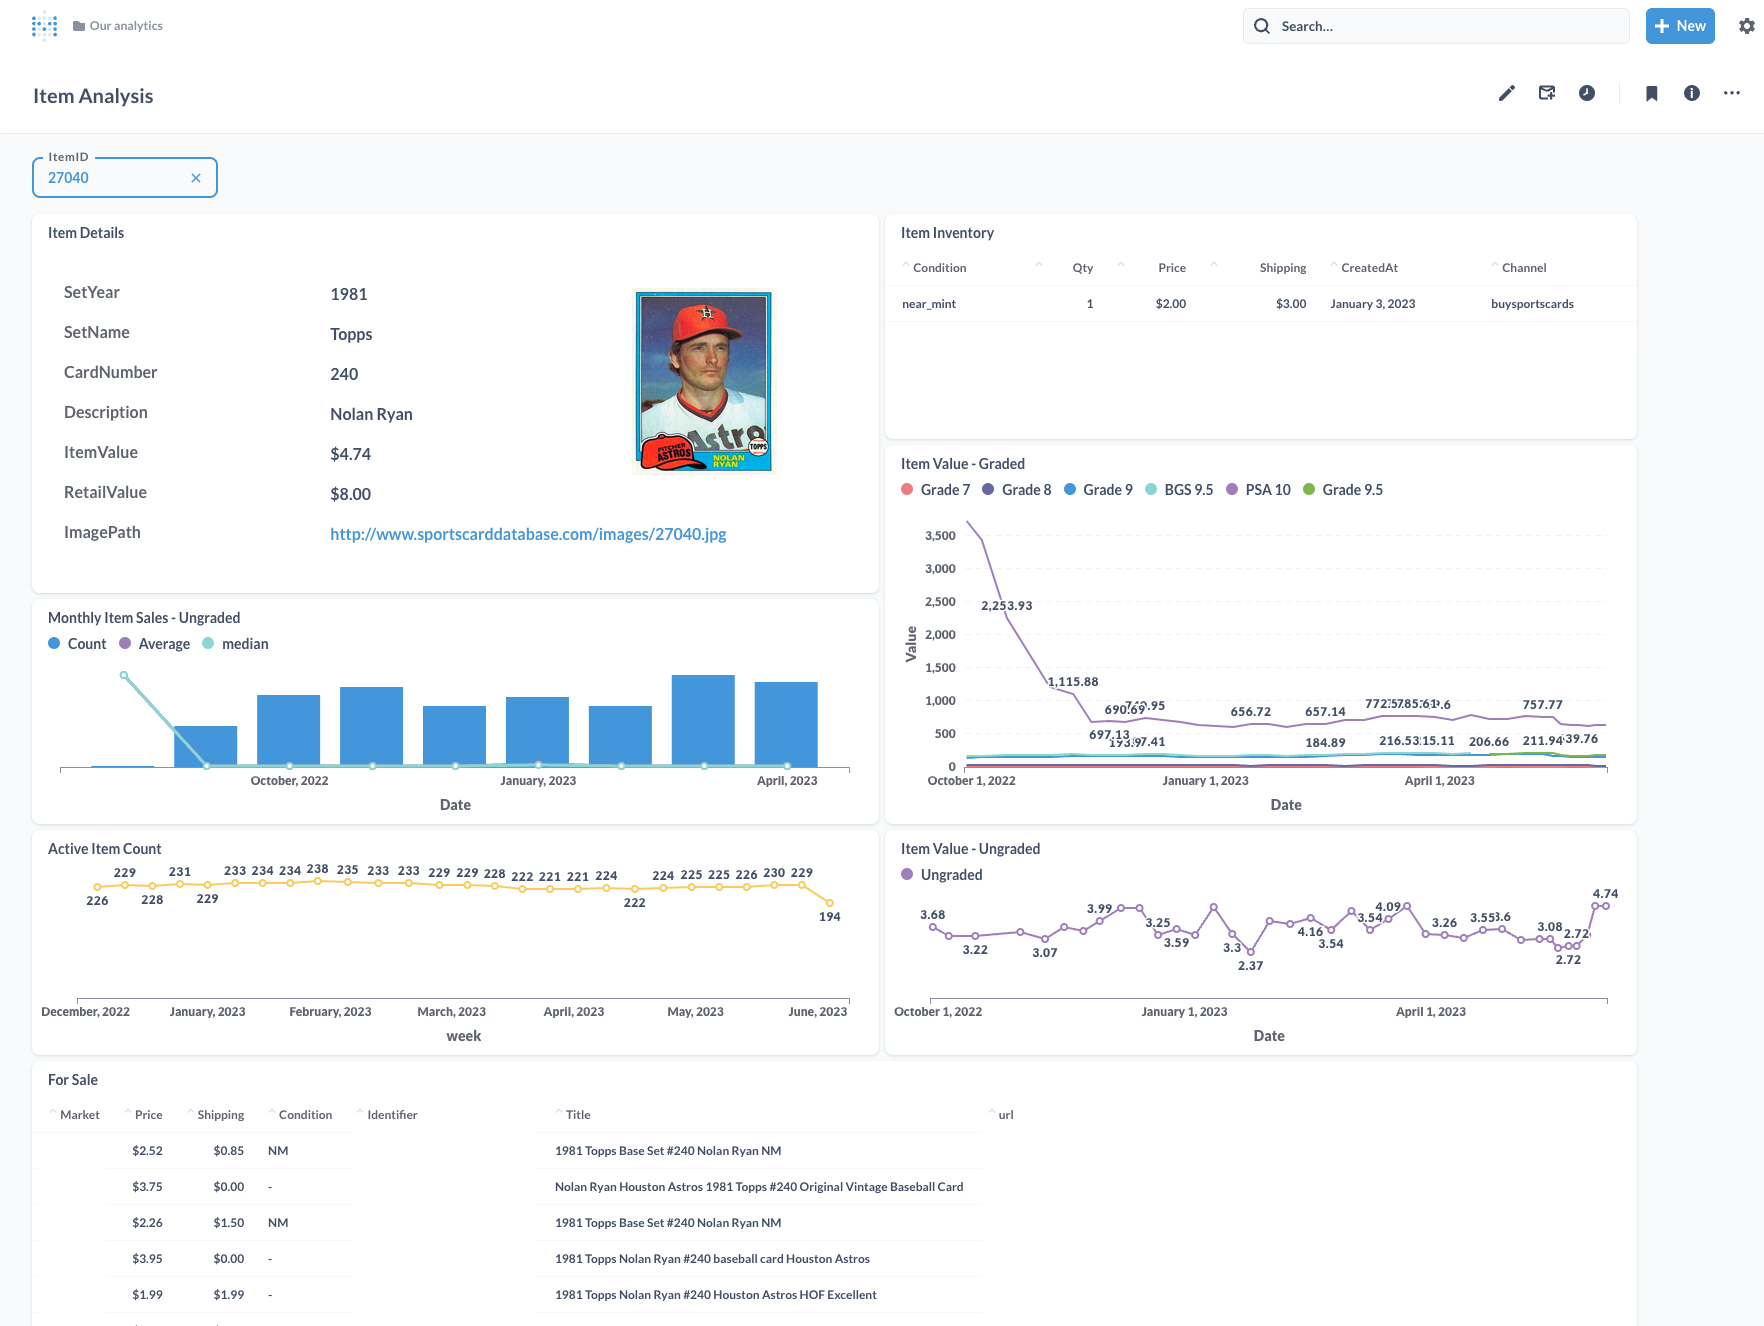 Our analytics
Search...
New
Item Analysis
ItemID
27040
Item Details
SetYear 1981
SetName Topps
CardNumber 240
Description Nolan Ryan
ItemValue $4.74
RetailValue $8.00
ImagePath http://www.sportscarddatabase.com/images/27040.jpg
H
Astro
PITCHER
ASTROS
NOLAN
RYAN
TOPPS
Item Inventory
Condition Qty Price Shipping CreatedAt Channel
near_mint 1 $2.00 $3.00 January 3, 2023 buysportscards
Item Value - Graded
Grade 7 Grade 8 Grade 9 BGS 9.5 PSA 10 Grade 9.5
3,500
3,000
2,500
2,000
1,500
1,000
500
0
Value
2,253.93
1,115.88
690.69
697.13
656.72
657.14
757.77
184.89
216.53
206.66
211.94
October 1, 2022 January 1, 2023 April 1, 2023
Date
Monthly Item Sales - Ungraded
Count Average median
October, 2022 January, 2023 April, 2023
Date
Active Item Count
226 229 228 231 229 233 234 234 238 235 233 233 229 229 228 222 221 221 224 222 224 225 225 226 230 229 194
December, 2022 January, 2023 February, 2023 March, 2023 April, 2023 May, 2023 June, 2023
week
Item Value - Ungraded
Ungraded
3.68 3.22 3.07 3.99 3.25 3.59 3.3 2.37 4.16 3.54 3.54 4.09 3.26 3.55 3.6 3.08 2.72 2.72 4.74
October 1, 2022 January 1, 2023 April 1, 2023
Date
For Sale
Market Price Shipping Condition Identifier Title url
$2.52 $0.85 NM 1981 Topps Base Set #240 Nolan Ryan NM
$3.75 $0.00 - Nolan Ryan Houston Astros 1981 Topps #240 Original Vintage Baseball Card
$2.26 $1.50 NM 1981 Topps Base Set #240 Nolan Ryan NM
$3.95 $0.00 - 1981 Topps Nolan Ryan #240 baseball card Houston Astros
$1.99 $1.99 - 1981 Topps Nolan Ryan #240 Houston Astros HOF Excellent